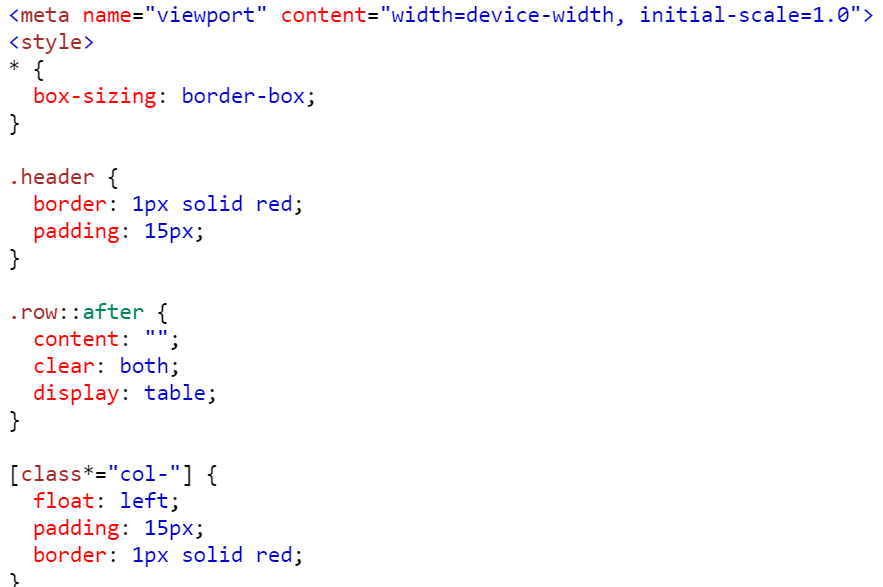 <meta name="viewport" content="width=device-width, initial-scale=1.0">
<style>
* {
  box-sizing: border-box;
}

.header {
  border: 1px solid red;
  padding: 15px;
}

.row::after {
  content: "";
  clear: both;
  display: table;
}

[class*="col-"] {
  float: left;
  padding: 15px;
  border: 1px solid red;
}